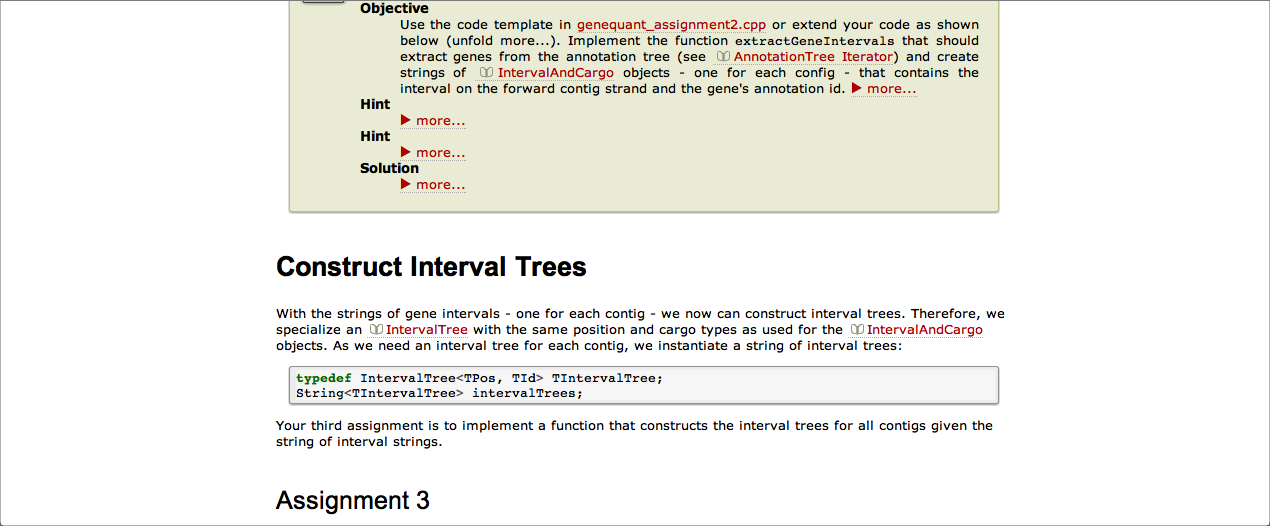 Objective
Use the code template in genequant_assignment2.cpp or extend your code as shown
below (unfold more...). Implement the function extractGeneIntervals that should
extract genes from the annotation tree (see AnnotationTree Iterator) and create
strings of IntervalAndCargo objects - one for each config - that contains the
interval on the forward contig strand and the gene's annotation id. ▶ more...
Hint
▶ more...
Hint
▶ more...
Solution
▶ more...
Construct Interval Trees
With the strings of gene intervals - one for each contig - we now can construct interval trees. Therefore, we
specialize an IntervalTree with the same position and cargo types as used for the IntervalAndCargo
objects. As we need an interval tree for each contig, we instantiate a string of interval trees:
typedef IntervalTree<TPos, TId> TIntervalTree;
String<TIntervalTree> intervalTrees;
Your third assignment is to implement a function that constructs the interval trees for all contigs given the
string of interval strings.
Assignment 3